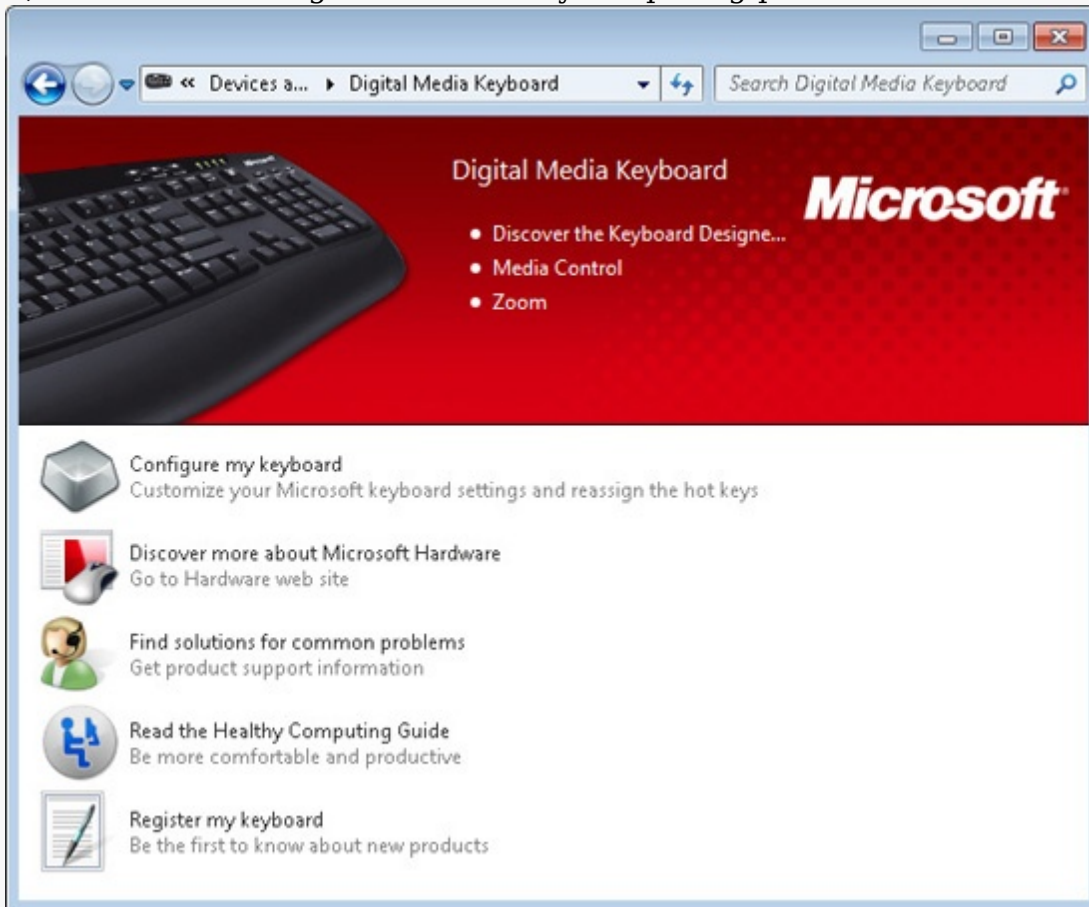 « Devices a... ▸ Digital Media Keyboard
Search Digital Media Keyboard
Digital Media Keyboard
Microsoft
• Discover the Keyboard Designe...
• Media Control
• Zoom
Configure my keyboard
Customize your Microsoft keyboard settings and reassign the hot keys
Discover more about Microsoft Hardware
Go to Hardware web site
Find solutions for common problems
Get product support information
Read the Healthy Computing Guide
Be more comfortable and productive
Register my keyboard
Be the first to know about new products